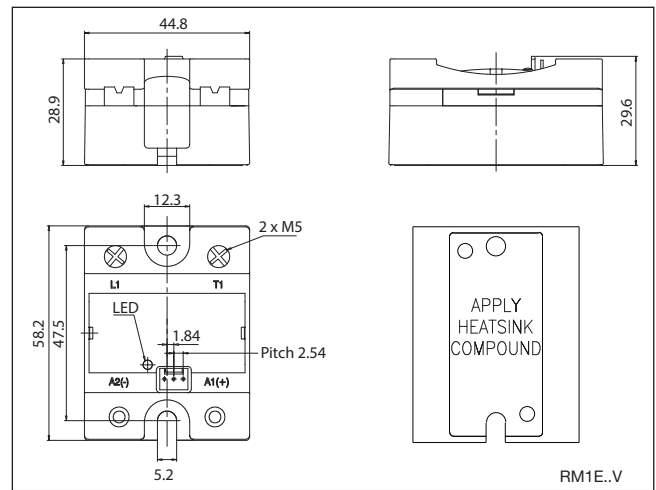 44.8
28.9
29.6
12.3
2 x M5
L1
T1
58.2
47.5
LED
1.84
Pitch 2.54
A2(-)
A1(+)
5.2
APPLY
HEATSINK
COMPOUND
RM1E..V